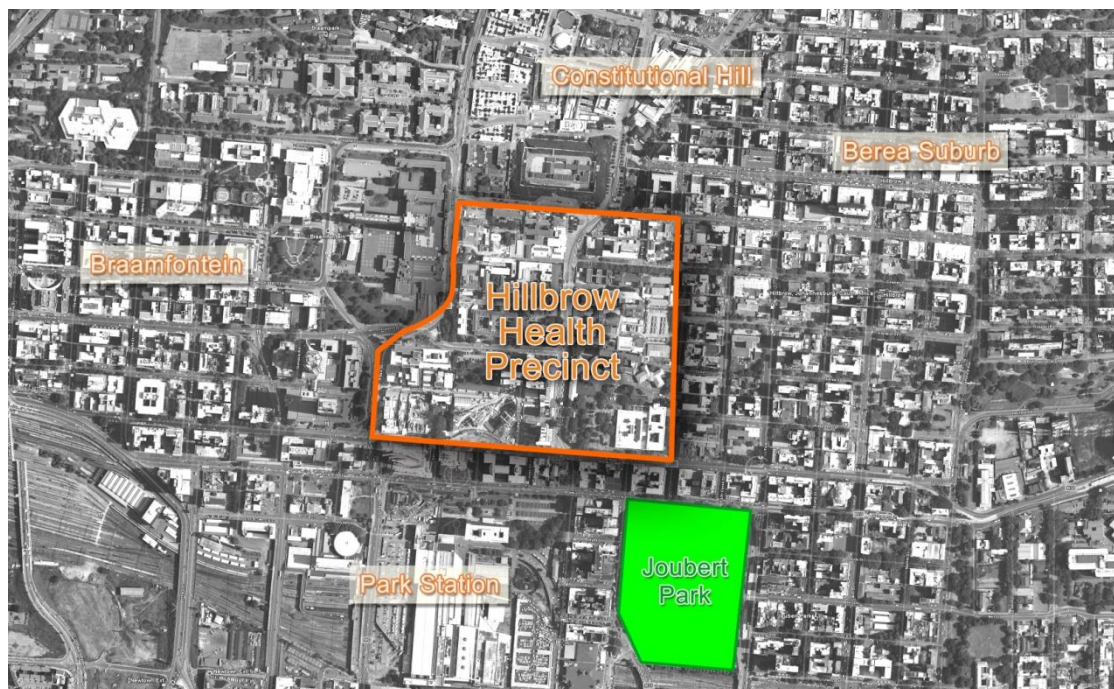 Constitutional Hill
Berea Suburb
Braamfontein
Hillbrow
Health
Precinct
Joubert
Park
Park Station